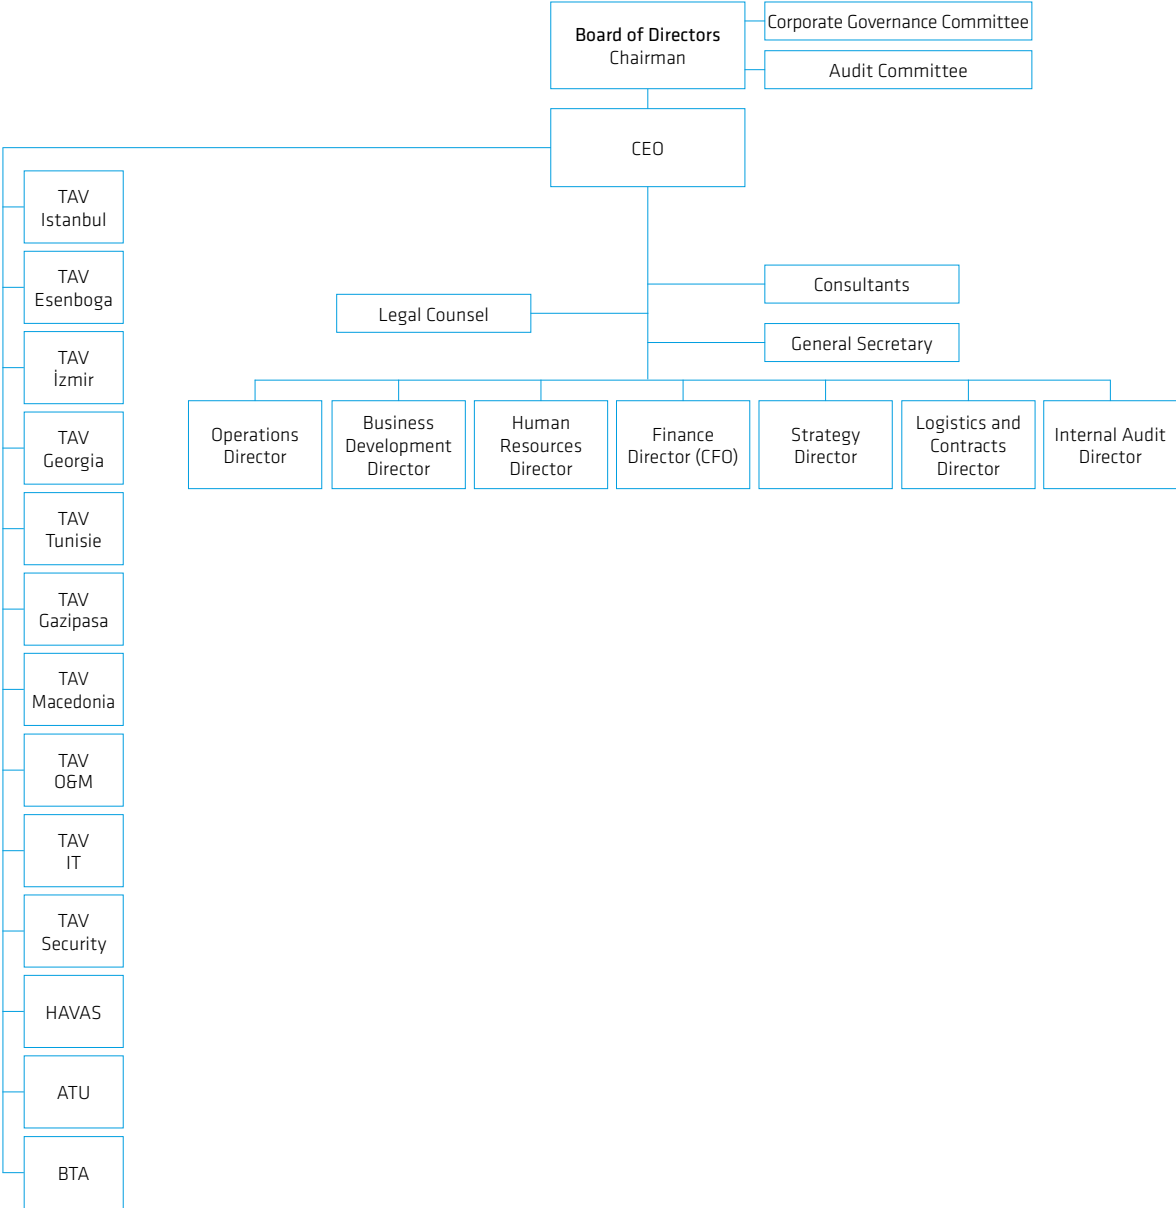 Board of Directors
Chairman
Corporate Governance Committee
Audit Committee
CEO
TAV
Istanbul
TAV
Esenboga
TAV
İzmir
TAV
Georgia
TAV
Tunisie
TAV
Gazipasa
TAV
Macedonia
TAV
O&M
TAV
IT
TAV
Security
HAVAS
ATU
BTA
Consultants
Legal Counsel
General Secretary
Operations
Director
Business
Development
Director
Human
Resources
Director
Finance
Director (CFO)
Strategy
Director
Logistics and
Contracts
Director
Internal Audit
Director